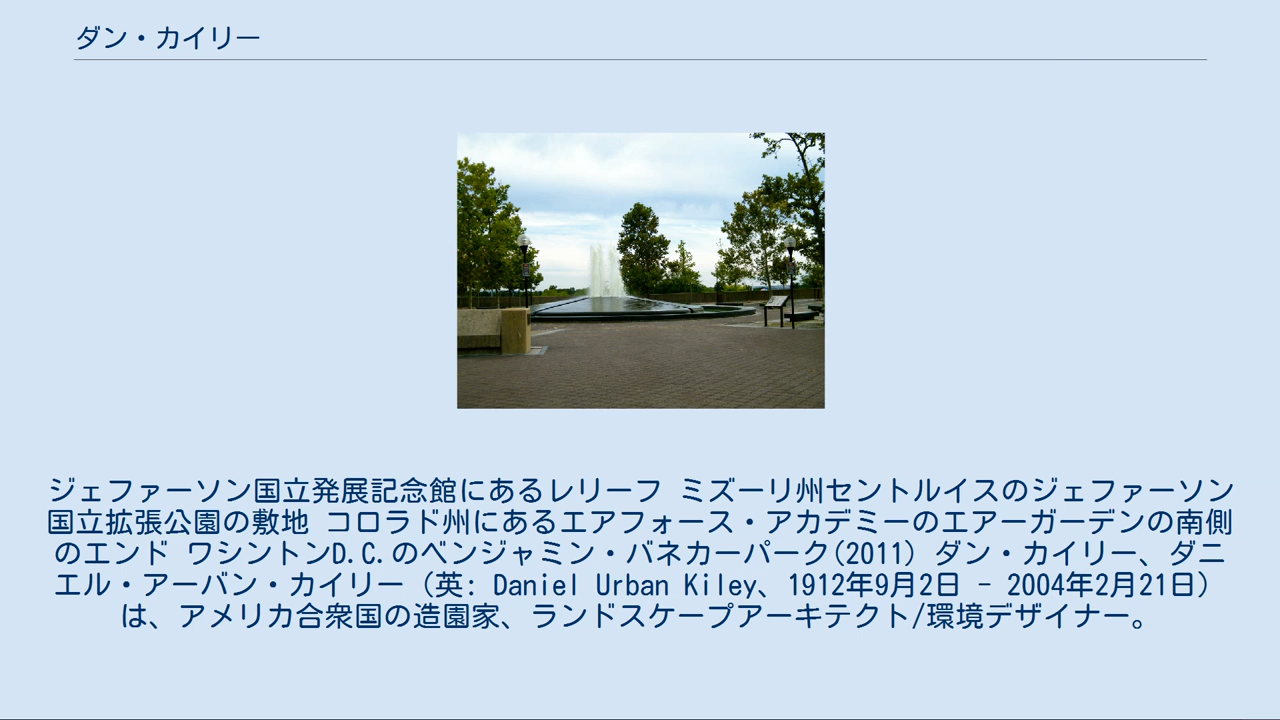 ダン・カイリー
ジェファーソン国立発展記念館にあるレリーフ ミズーリ州セントルイスのジェファーソン
国立拡張公園の敷地 コロラド州にあるエアフォース・アカデミーのエアーガーデンの南側
のエンド ワシントンD.C.のベンジャミン・バネカーパーク(2011) ダン・カイリー、ダニ
エル・アーバン・カイリー（英: Daniel Urban Kiley、1912年9月2日 - 2004年2月21日）
は、アメリカ合衆国の造園家、ランドスケープアーキテクト/環境デザイナー。